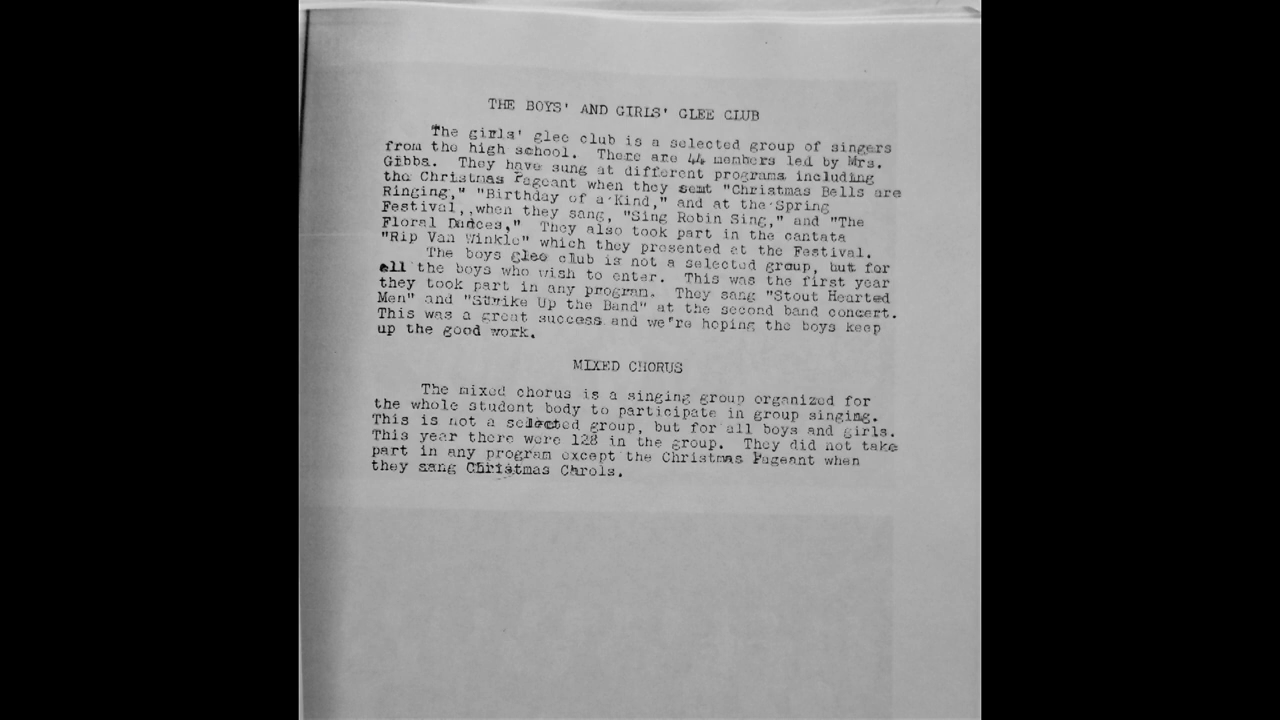 THE BOYS' AND GIRLS' GLEE CLUB
The girls' glee club is a selected group of singers
from the high school. There are 44 members led by Mrs.
Gibbs. They have sung at different programs including
the Christmas Pageant when they sent "Christmas Bells are
Ringing," "Birthday of a Kind," and at the Spring
Festival, ,when they sang, "Sing Robin Sing," and "The
Floral Dances," They also took part in the cantata
"Rip Van Winkle" which they presented at the Festival.
The boys glee club is not a selected group, but for
all the boys who wish to enter. This was the first year
they took part in any program. They sang "Stout Hearted
Men" and "Strike Up the Band" at the second band concert.
This was a great success and we're hoping the boys keep
up the good work.
MIXED CHORUS
The mixed chorus is a singing group organized for
the whole student body to participate in group singing.
This is not a selected group, but for all boys and girls.
This year there were 128 in the group. They did not take
part in any program except the Christmas Pageant when
they sang Christmas Carols.